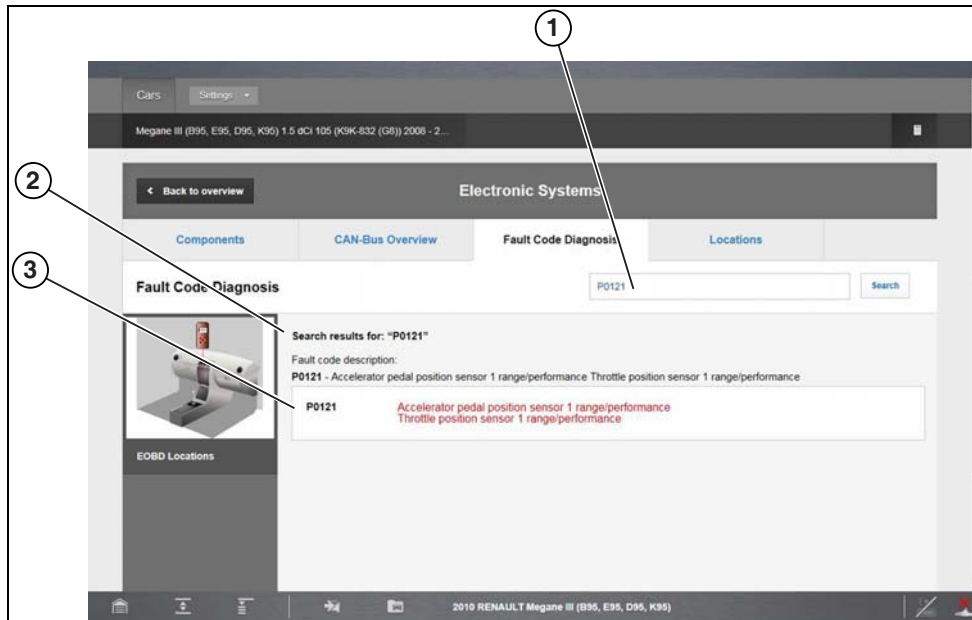 1
Cars Settings
Megane III (B95, E95, D95, K95) 1.5 dCi 105 (K9K-832 (G8)) 2008 - 2...
2
Back to overview Electronic Systems
Components CAN-Bus Overview Fault Code Diagnosis Locations
3
Fault Code Diagnosis P0121 Search
Search results for: “P0121”
Fault code description:
P0121 - Accelerator pedal position sensor 1 range/performance Throttle position sensor 1 range/performance
P0121 Accelerator pedal position sensor 1 range/performance
Throttle position sensor 1 range/performance
EOBD Locations
2010 RENAULT Megane III (B95, E95, D95, K95)